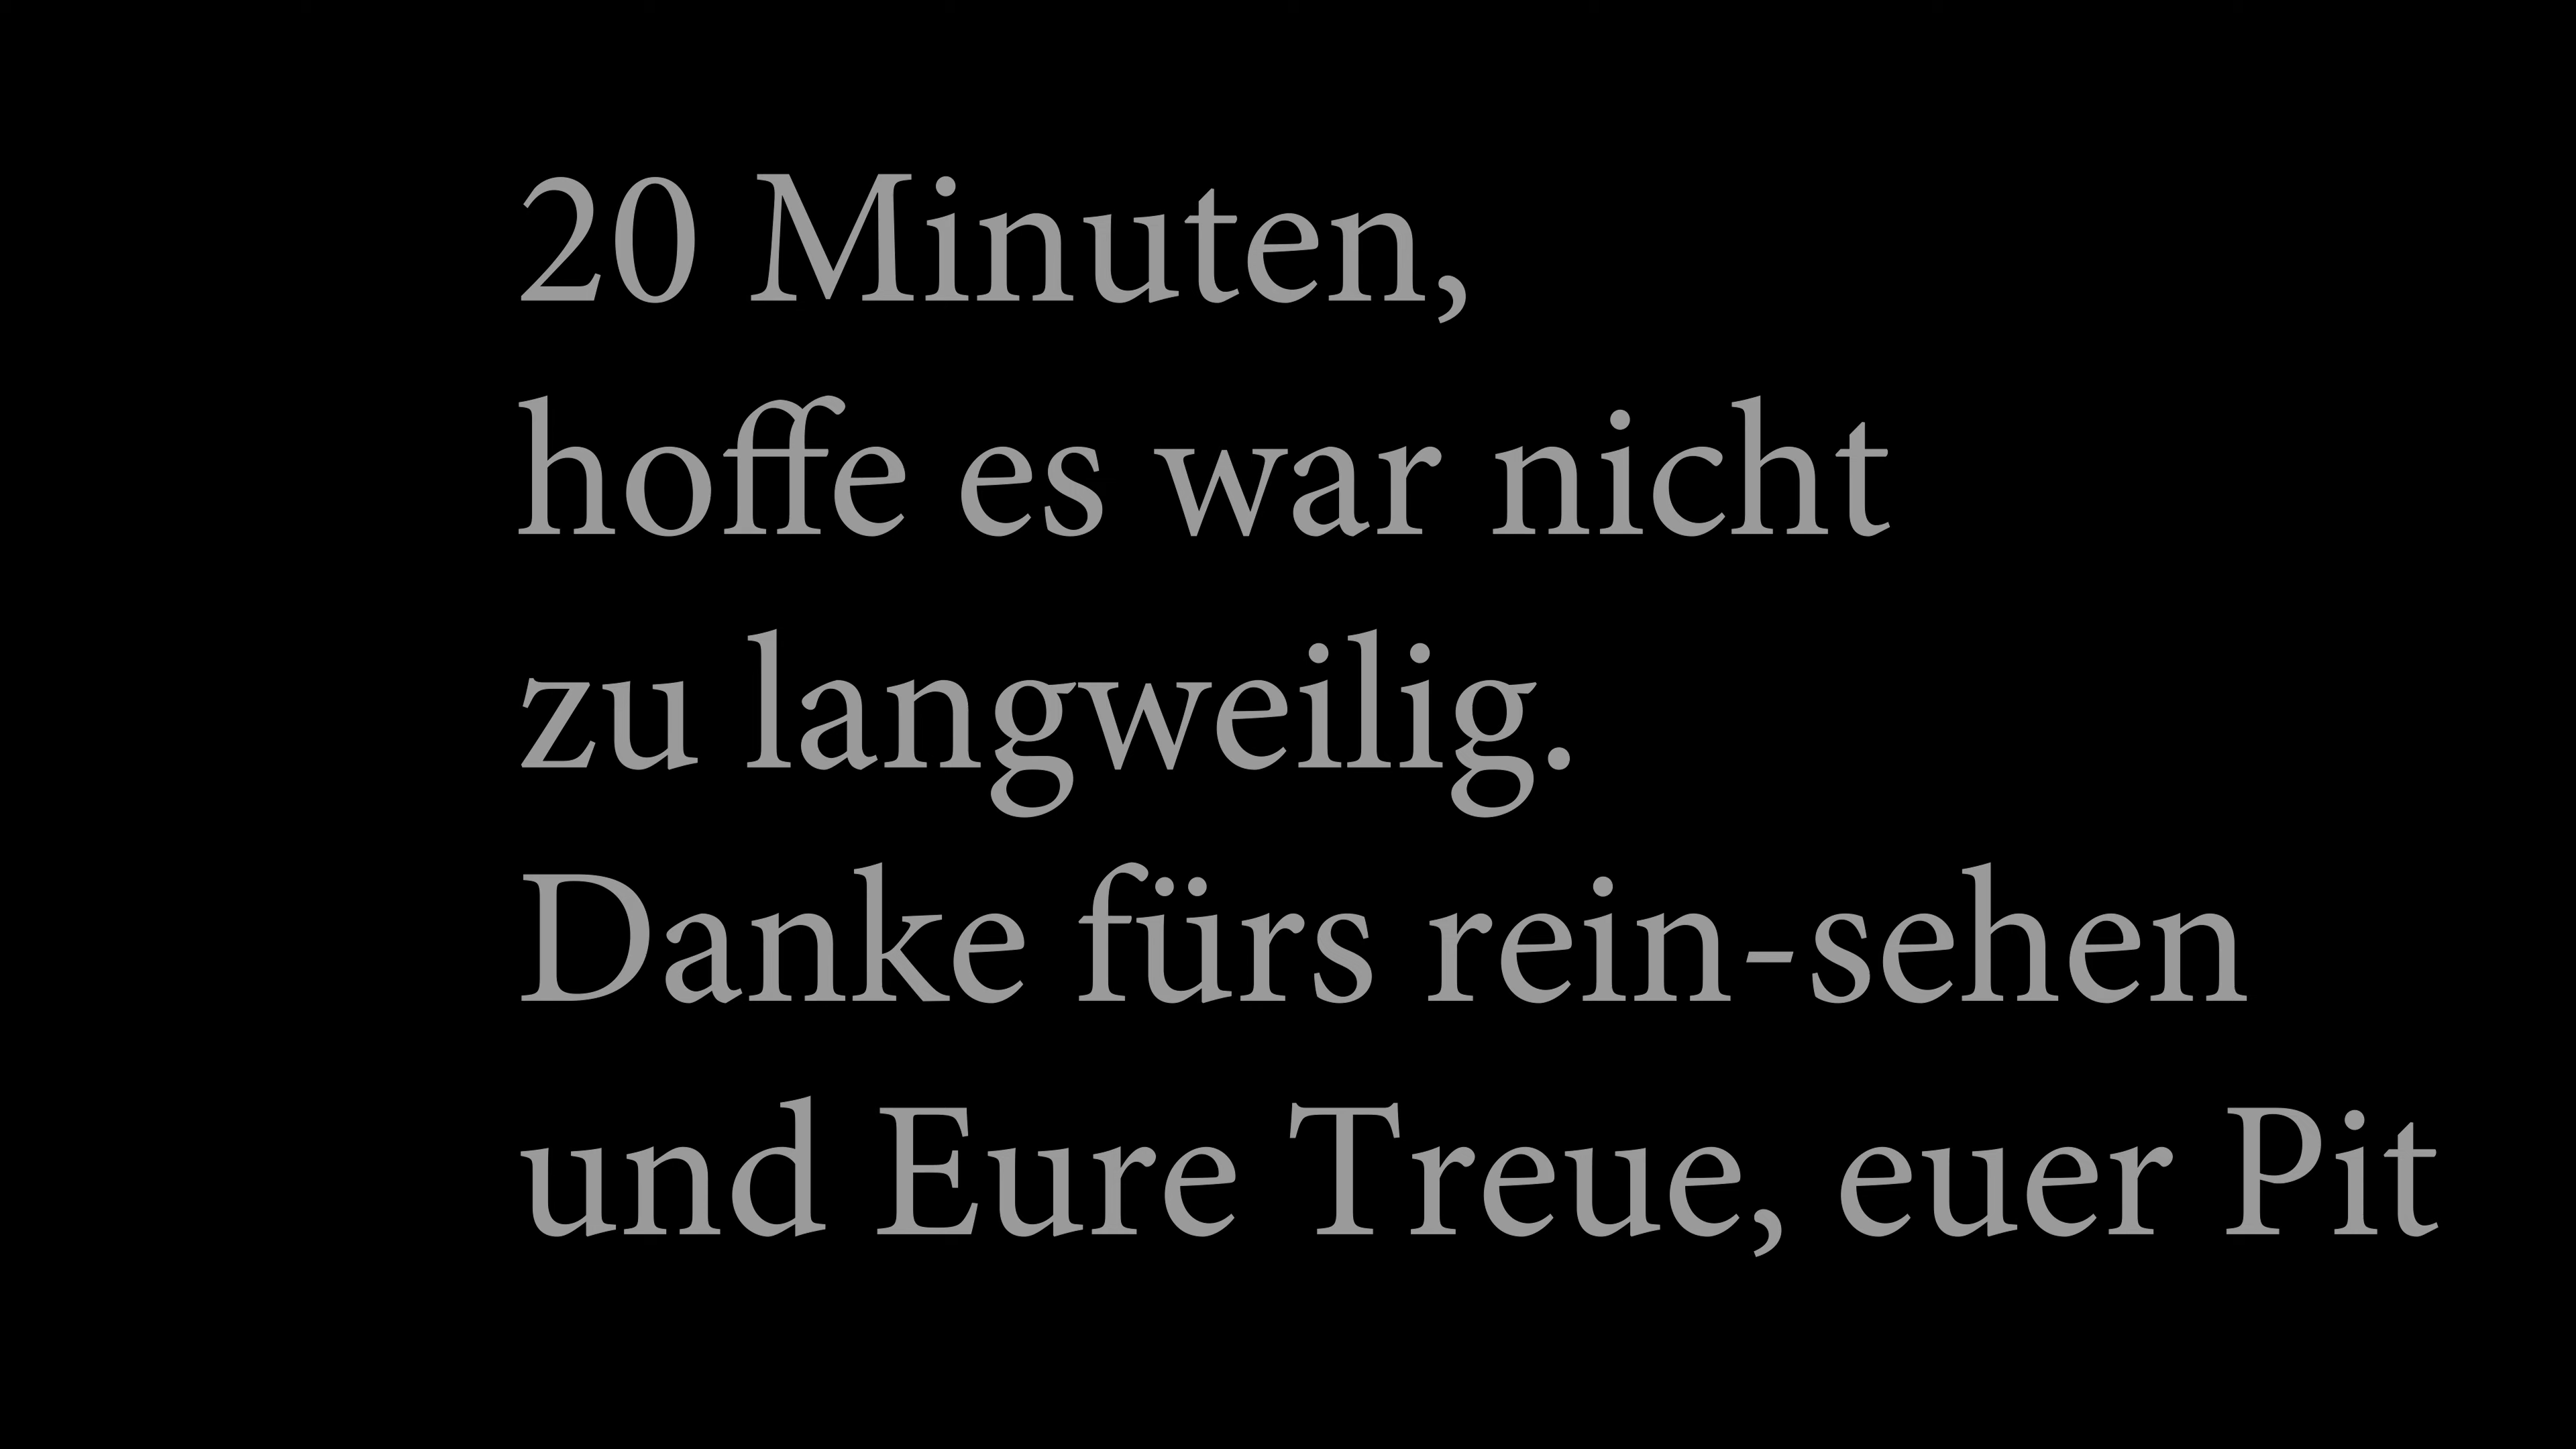 20 Minuten,
hoffe es war nicht
zu langweilig.
Danke fürs rein-sehen
und Eure Treue, euer Pit